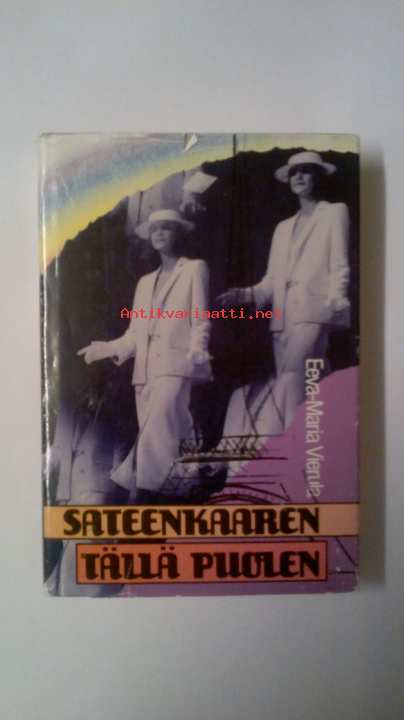 Antikvariaatti.net
Eeva-Maria Vierula
SATEENKAAREN
TÄLLÄ PUOLEN